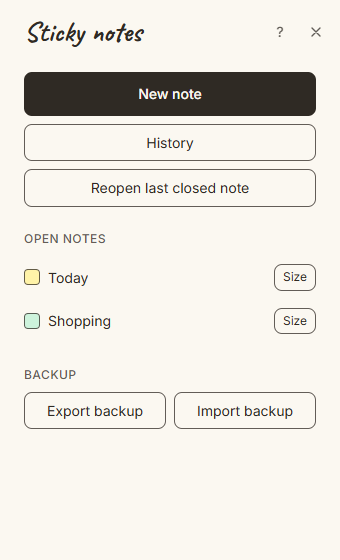 Sticky notes
?
New note
History
Reopen last closed note
OPEN NOTES
Today
Size
Shopping
Size
BACKUP
Export backup
Import backup